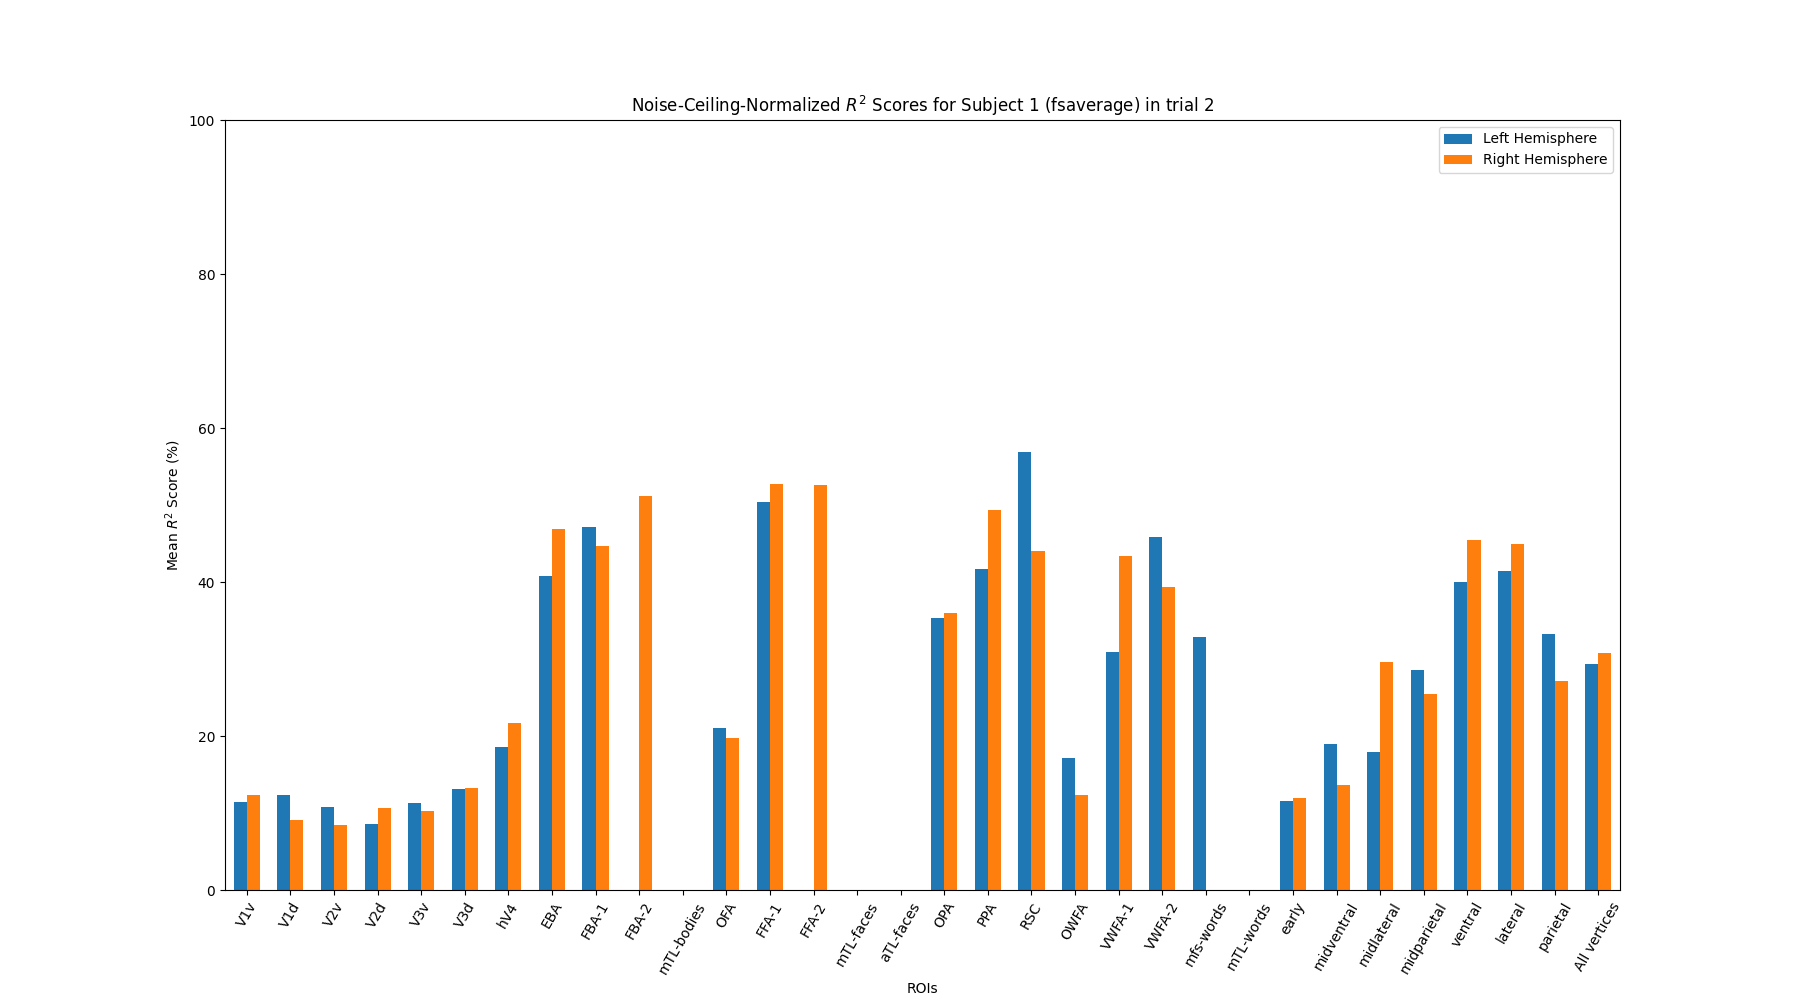 Noise-Ceiling-Normalized R² Scores for Subject 1 (fsaverage) in trial 2
Left Hemisphere
Right Hemisphere
Mean R² Score (%)
100
80
60
40
20
0
V1v
V1d
V2v
V2d
V3v
V3d
hV4
EBA
FBA-1
FBA-2
mTL-bodies
OFA
FFA-1
FFA-2
mTL-faces
aTL-faces
OPA
PPA
RSC
OWFA
VWFA-1
VWFA-2
mfs-words
mTL-words
early
midventral
midlateral
midparietal
ventral
lateral
parietal
All vertices
ROIs